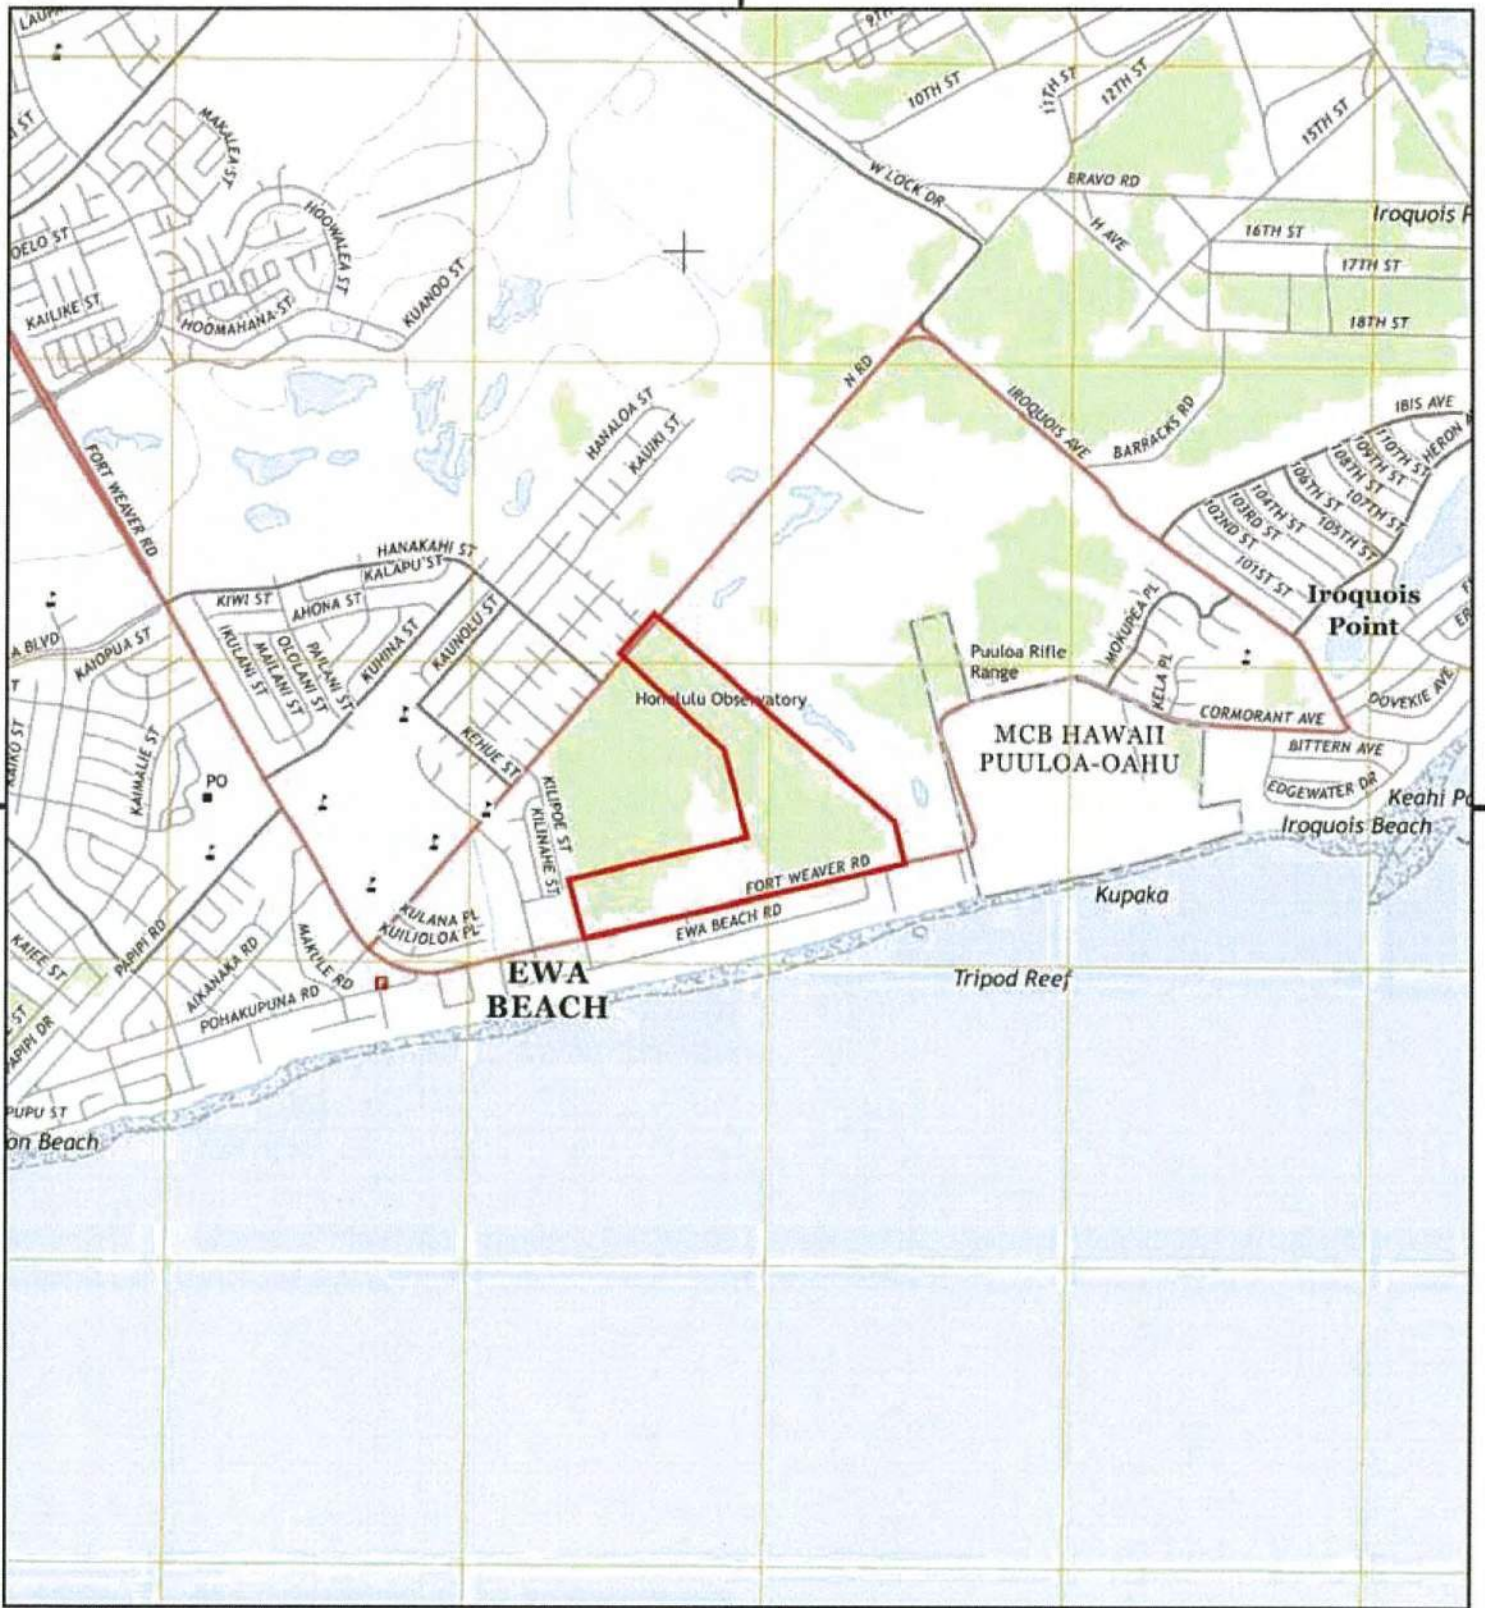 9TH
10TH ST
11TH ST
12TH ST
15TH ST
MAKALEA ST
W LOCK DR
BRAVO RD
H AVE
16TH ST
17TH ST
18TH ST
HOOWALEA ST
KAILIKE ST
HOOMAHANA ST
KUANOO ST
N RD
IROQUOIS AVE
BARRACKS RD
IBIS AVE
HERON
110TH ST
109TH ST
108TH ST
107TH ST
106TH ST
105TH ST
104TH ST
103RD ST
102ND ST
101ST ST
HANALOA ST
KAUIKI ST
FORT WEAVER RD
HANAKAHI ST
KALAPU ST
KIWI ST
AHONA ST
IKULANI ST
MAILANI ST
OLOLANI ST
PAILANI ST
KUHINA ST
KAUNOLU ST
KEHUE ST
A BLVD
KAIOPUA ST
KAIKO ST
KAIMALIE ST
PO
Honolulu Observatory
Puuloa Rifle
Range
MOKUPEA PL
KELA PL
Iroquois
Point
MCB HAWAII
PUULOA-OAHU
CORMORANT AVE
DOVEKIE AVE
BITTERN AVE
EDGEWATER DR
Iroquois Beach
KILIPOE ST
KILINAHE ST
FORT WEAVER RD
EWA BEACH RD
Kupaka
KULANA PL
KUILIOLOA PL
KAIEE ST
PAPIPI RD
AIKANAKA RD
MAKULE RD
POHAKUPUNA RD
F
EWA
BEACH
Tripod Reef
APIPI DR
PUPU ST
on Beach